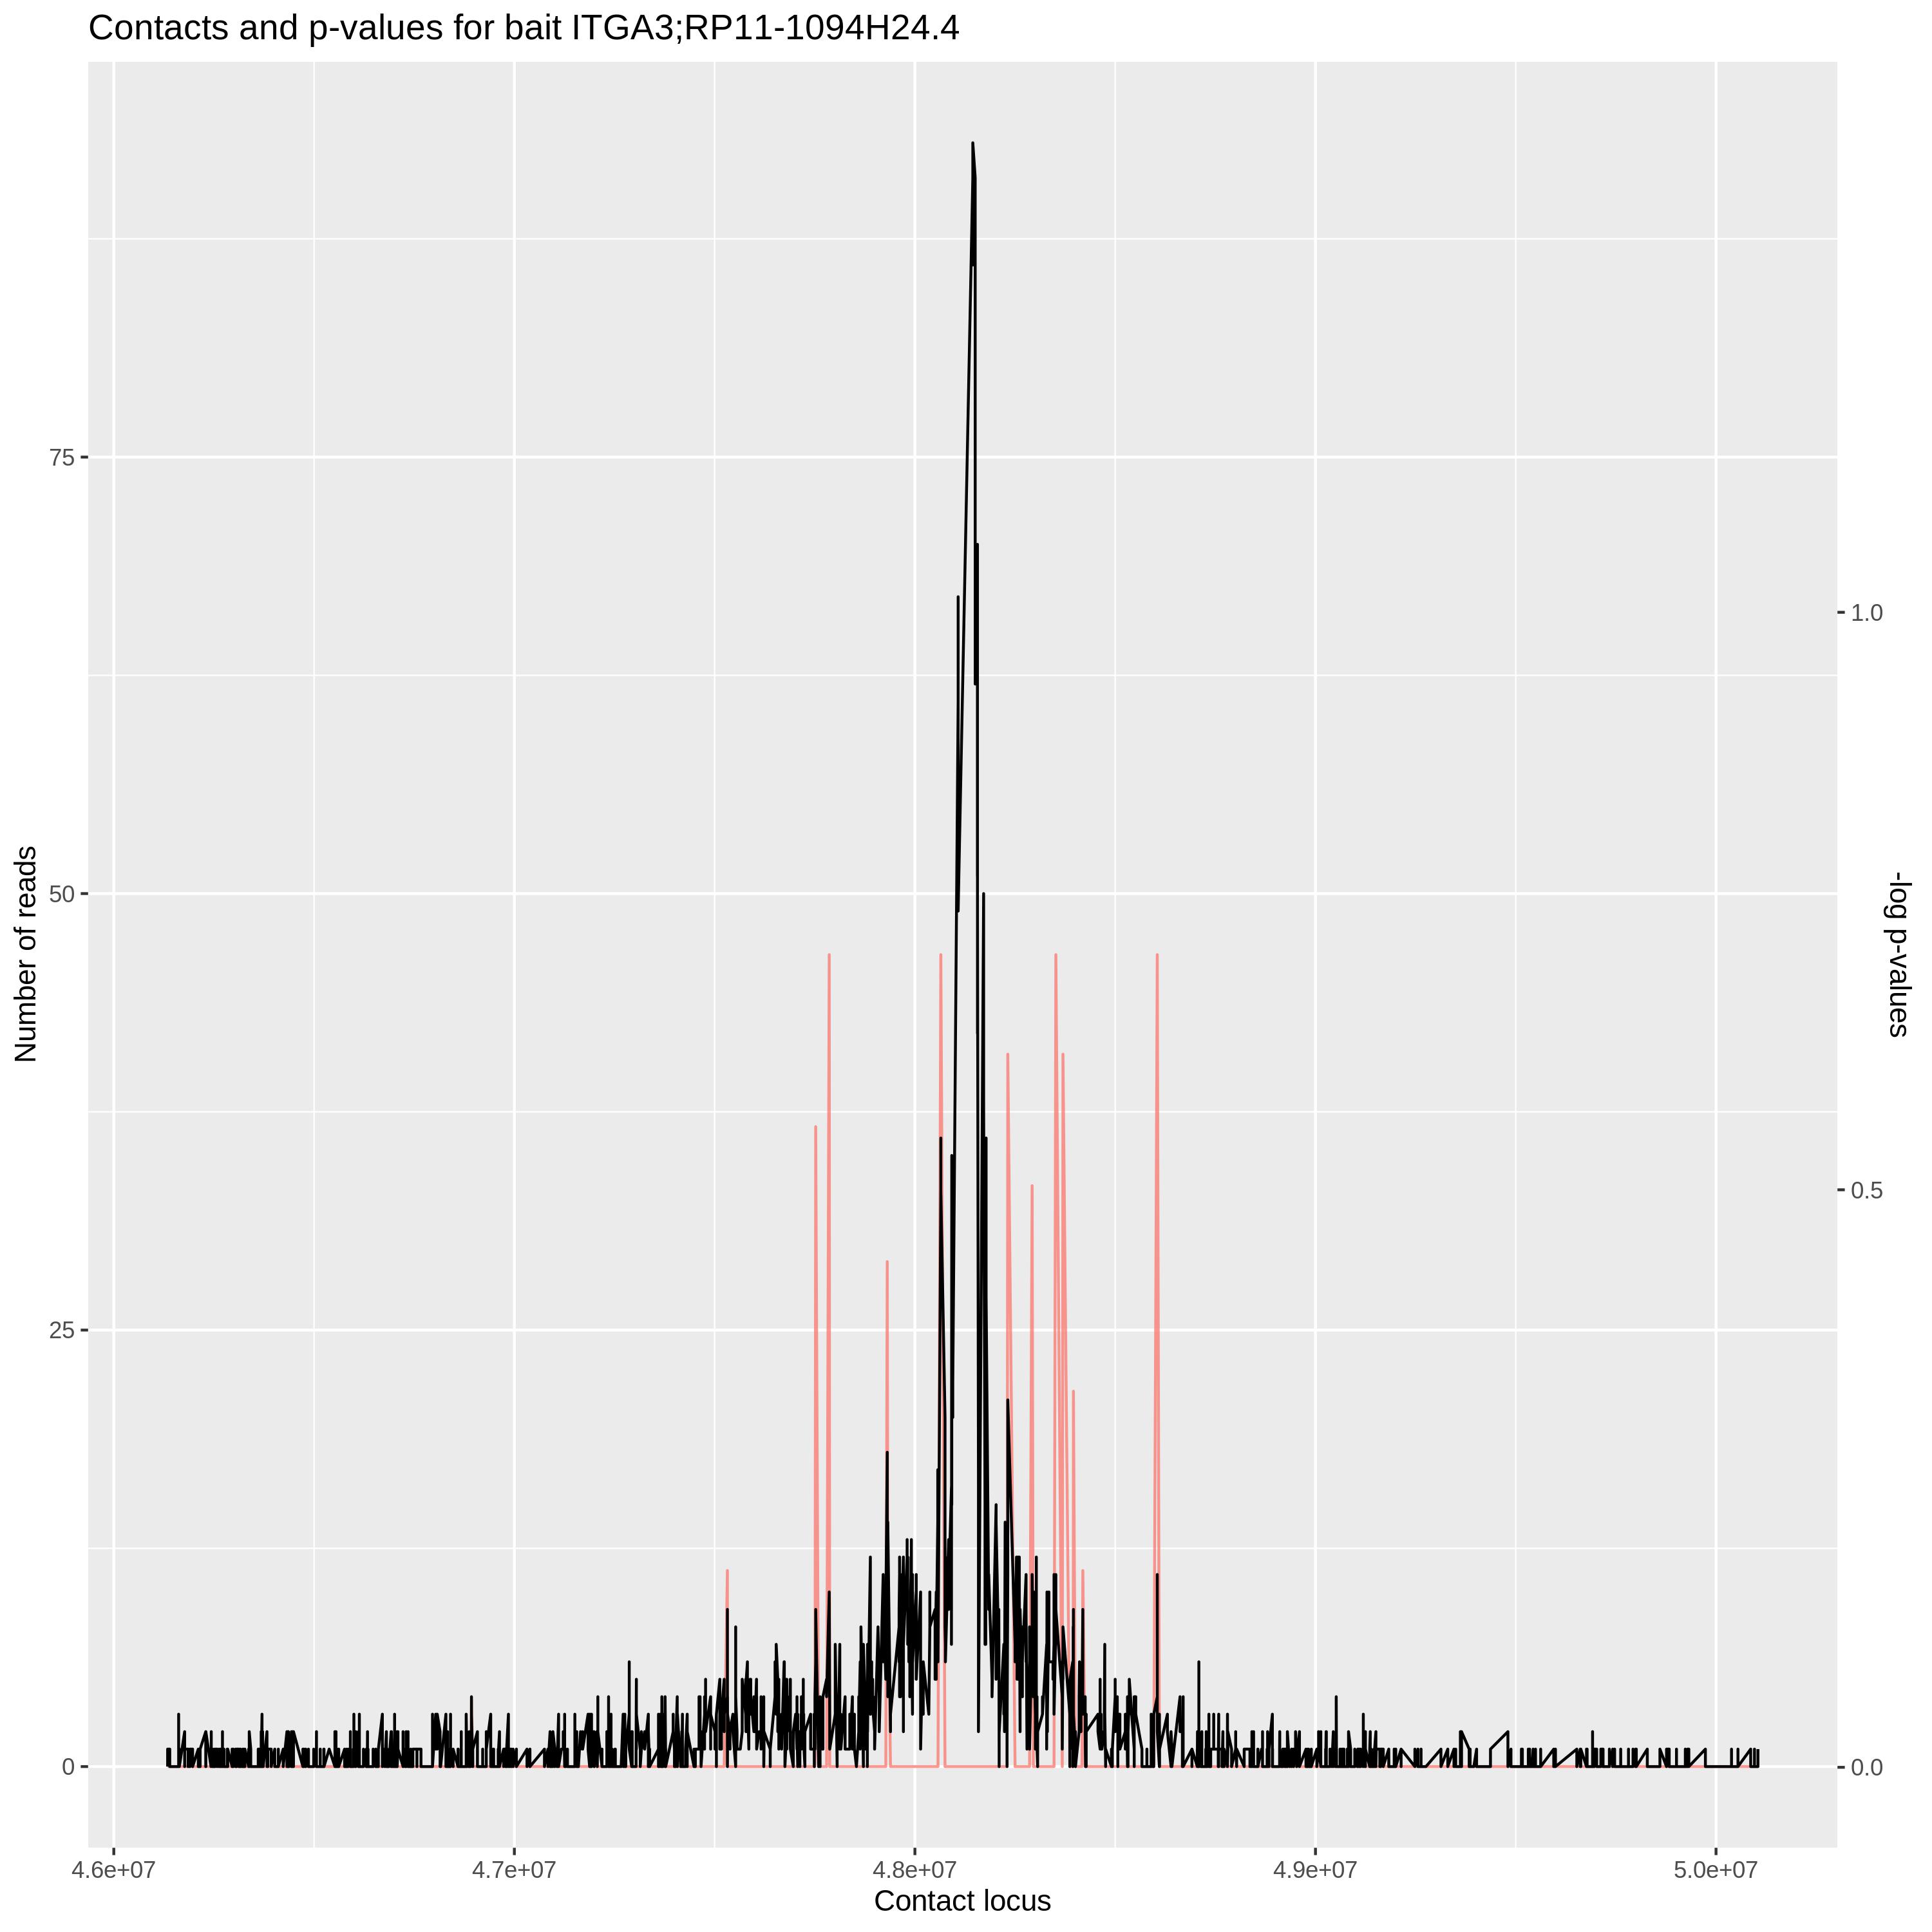 Contacts and p-values for bait ITGA3;RP11-1094H24.4
75
50
25
0
Number of reads
1.0
0.5
0.0
-log p-values
4.6e+07
4.7e+07
4.8e+07
4.9e+07
5.0e+07
Contact locus